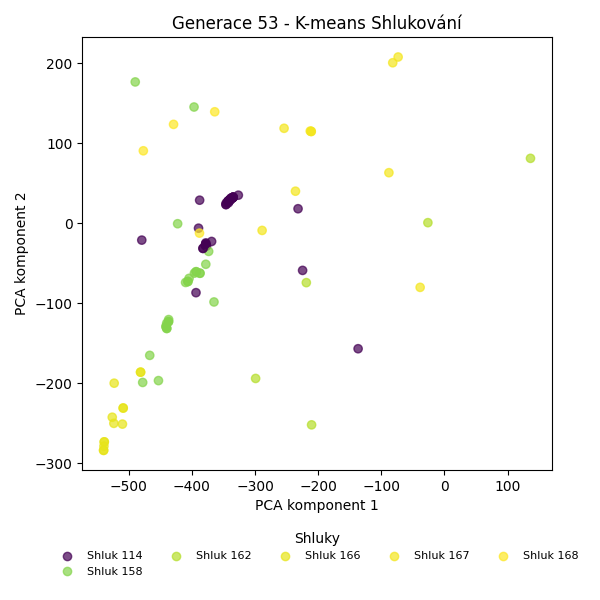 Generace 53 - K-means Shlukování
PCA komponent 2
200
100
0
−100
−200
−300
−500
−400
−300
−200
−100
0
100
PCA komponent 1
Shluky
Shluk 114
Shluk 158
Shluk 162
Shluk 166
Shluk 167
Shluk 168